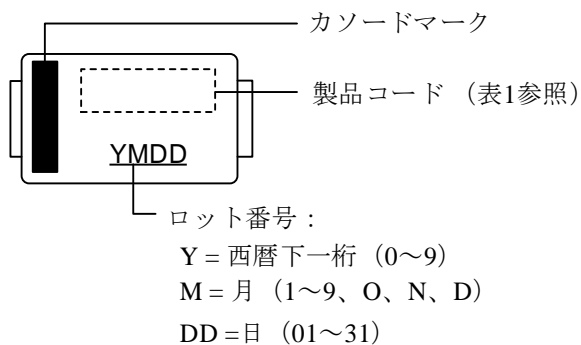 カソードマーク
製品コード (表1参照)
YMDD
ロット番号:
Y = 西暦下一桁 (0～9)
M = 月 (1～9、O、N、D)
DD =日 (01～31)